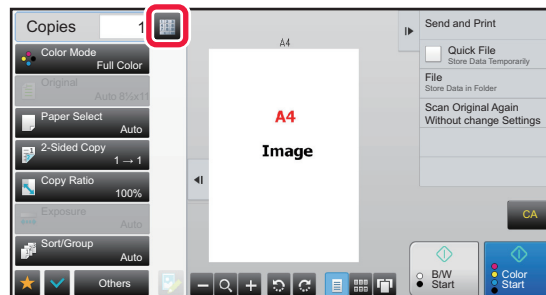 Copies 1
Color Mode
Full Color
Original
Auto 8½x11
Paper Select
Auto
2-Sided Copy
1→1
Copy Ratio
100%
Exposure
Auto
Sort/Group
Auto
Others
A4
A4
Image
Send and Print
Quick File
Store Data Temporarily
File
Store Data in Folder
Scan Original Again
Without change Settings
CA
B/W
Start
Color
Start